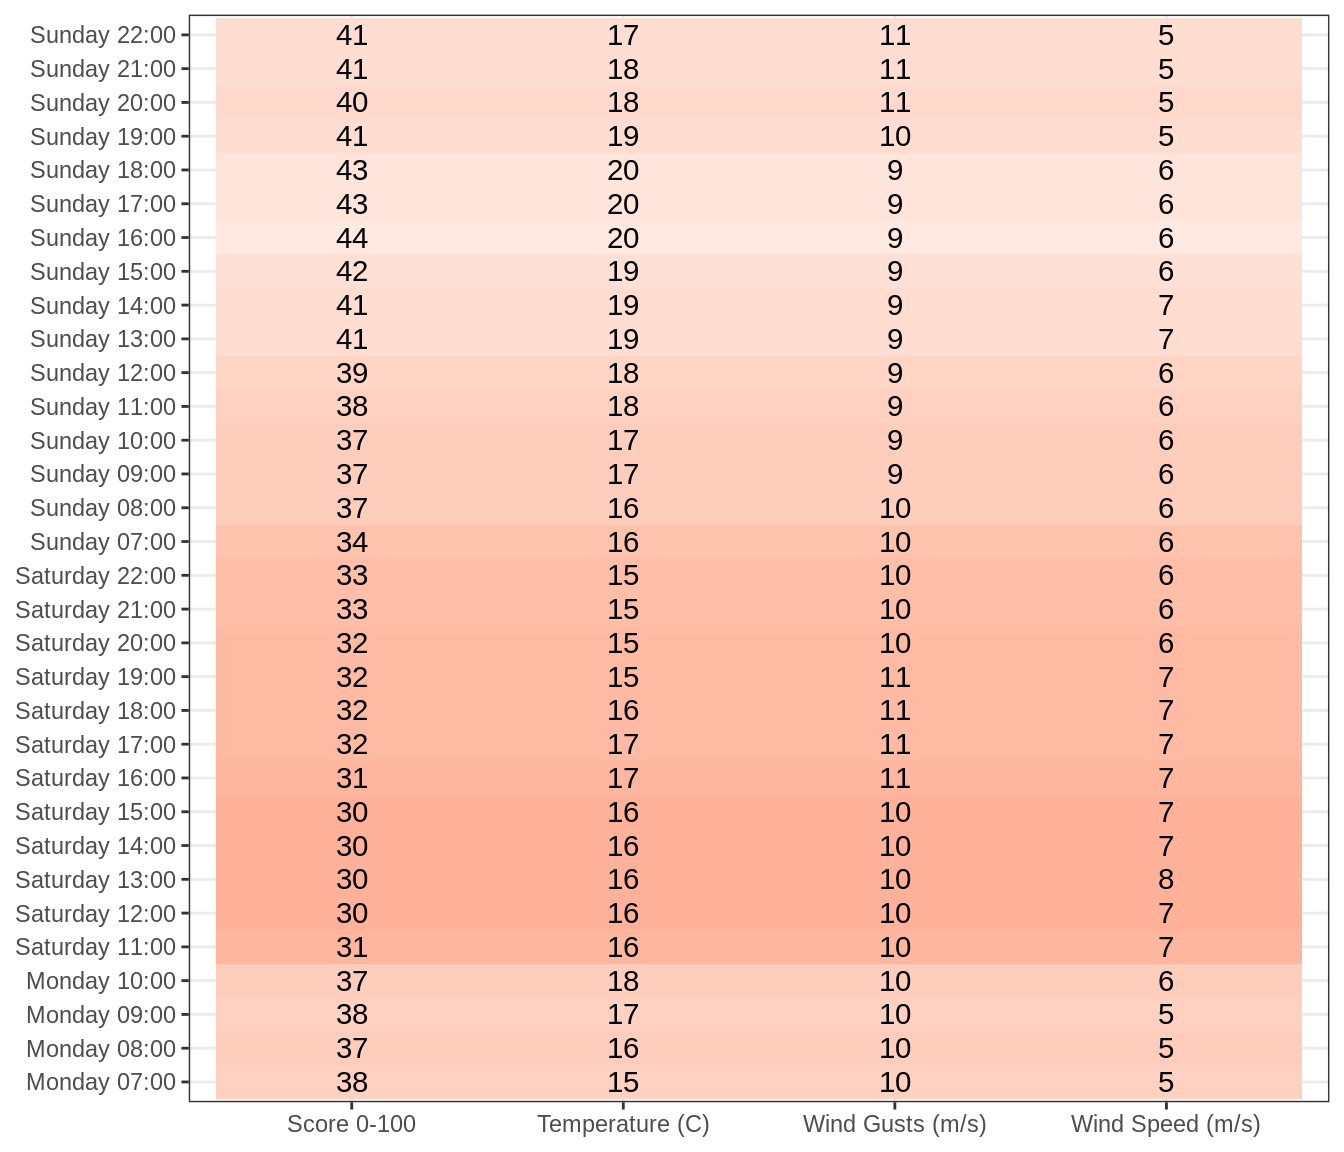 Sunday 22:00 41 17 11 5
Sunday 21:00 41 18 11 5
Sunday 20:00 40 18 11 5
Sunday 19:00 41 19 10 5
Sunday 18:00 43 20 9 6
Sunday 17:00 43 20 9 6
Sunday 16:00 44 20 9 6
Sunday 15:00 42 19 9 6
Sunday 14:00 41 19 9 7
Sunday 13:00 41 19 9 7
Sunday 12:00 39 18 9 6
Sunday 11:00 38 18 9 6
Sunday 10:00 37 17 9 6
Sunday 09:00 37 17 9 6
Sunday 08:00 37 16 10 6
Sunday 07:00 34 16 10 6
Saturday 22:00 33 15 10 6
Saturday 21:00 33 15 10 6
Saturday 20:00 32 15 10 6
Saturday 19:00 32 15 11 7
Saturday 18:00 32 16 11 7
Saturday 17:00 32 17 11 7
Saturday 16:00 31 17 11 7
Saturday 15:00 30 16 10 7
Saturday 14:00 30 16 10 7
Saturday 13:00 30 16 10 8
Saturday 12:00 30 16 10 7
Saturday 11:00 31 16 10 7
Monday 10:00 37 18 10 6
Monday 09:00 38 17 10 5
Monday 08:00 37 16 10 5
Monday 07:00 38 15 10 5
Score 0-100 Temperature (C) Wind Gusts (m/s) Wind Speed (m/s)